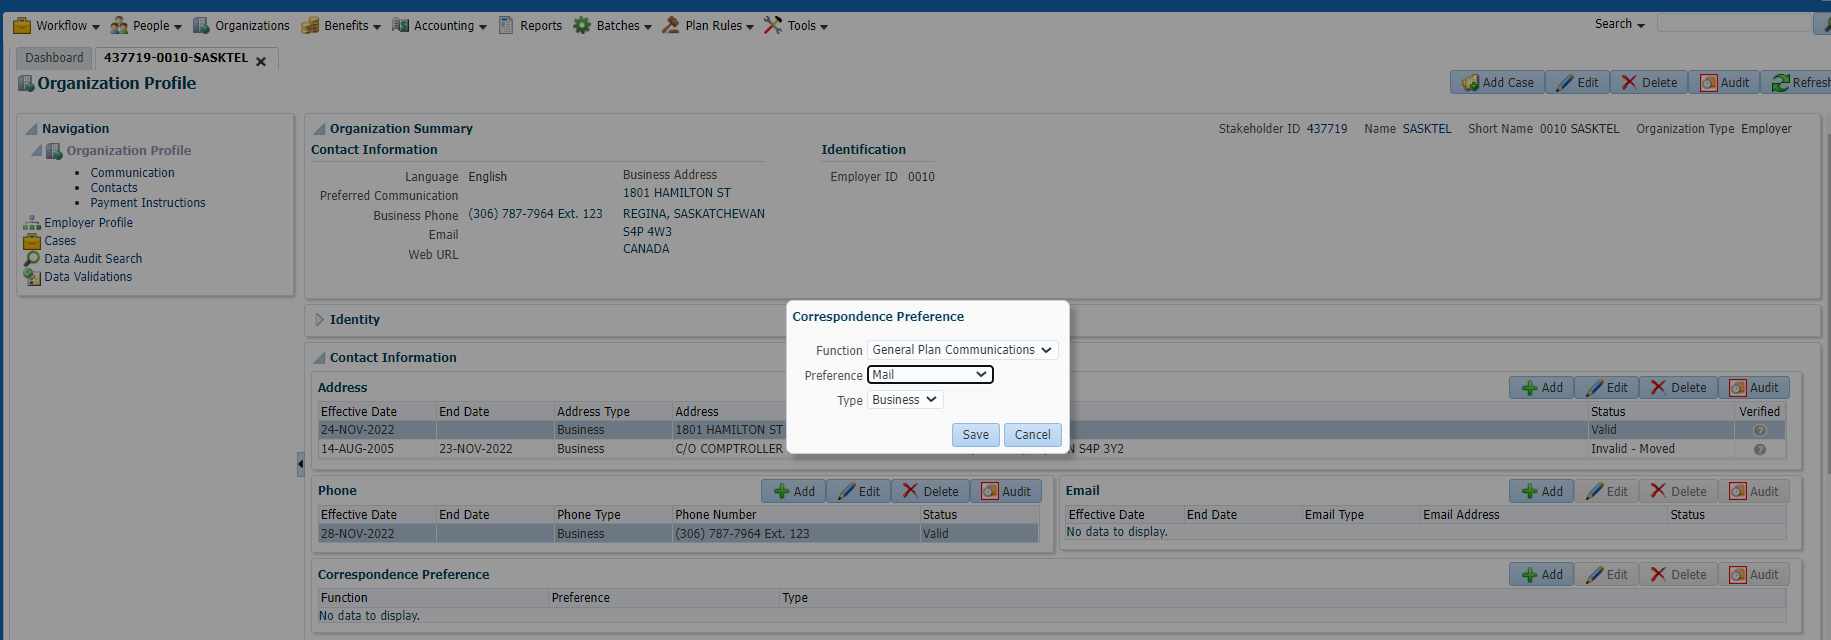 Workflow People Organizations Benefits Accounting Reports Batches Plan Rules Tools Search
Dashboard 437719-0010-SASKTEL
Organization Profile Add Case Edit Delete Audit Refresh
Navigation
Organization Profile
Communication
Contacts
Payment Instructions
Employer Profile
Cases
Data Audit Search
Data Validations
Organization Summary Stakeholder ID 437719 Name SASKTEL Short Name 0010 SASKTEL Organization Type Employer
Contact Information Identification
Language English Business Address Employer ID 0010
Preferred Communication 1801 HAMILTON ST
Business Phone (306) 787-7964 Ext. 123 REGINA, SASKATCHEWAN
Email S4P 4W3
Web URL CANADA
Identity
Correspondence Preference
Function General Plan Communications
Preference Mail
Type Business
Save Cancel
Contact Information
Address Add Edit Delete Audit
Effective Date End Date Address Type Address Status Verified
24-NOV-2022 Business 1801 HAMILTON ST Valid
14-AUG-2005 23-NOV-2022 Business C/O COMPTROLLER S4P 3Y2 Invalid - Moved
Phone Add Edit Delete Audit
Effective Date End Date Phone Type Phone Number Status
28-NOV-2022 Business (306) 787-7964 Ext. 123 Valid
Email Add Edit Delete Audit
Effective Date End Date Email Type Email Address Status
No data to display.
Correspondence Preference Add Edit Delete Audit
Function Preference Type
No data to display.